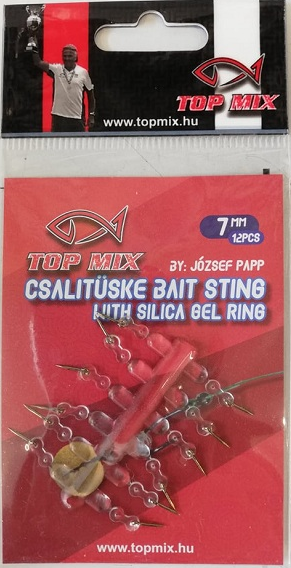 TOP MIX
www.topmix.hu
7 MM
12PCS
TOP MIX
BY: JÓZSEF PAPP
CSALITÜSKE BAIT STING
WITH SILICA GEL RING
www.topmix.hu